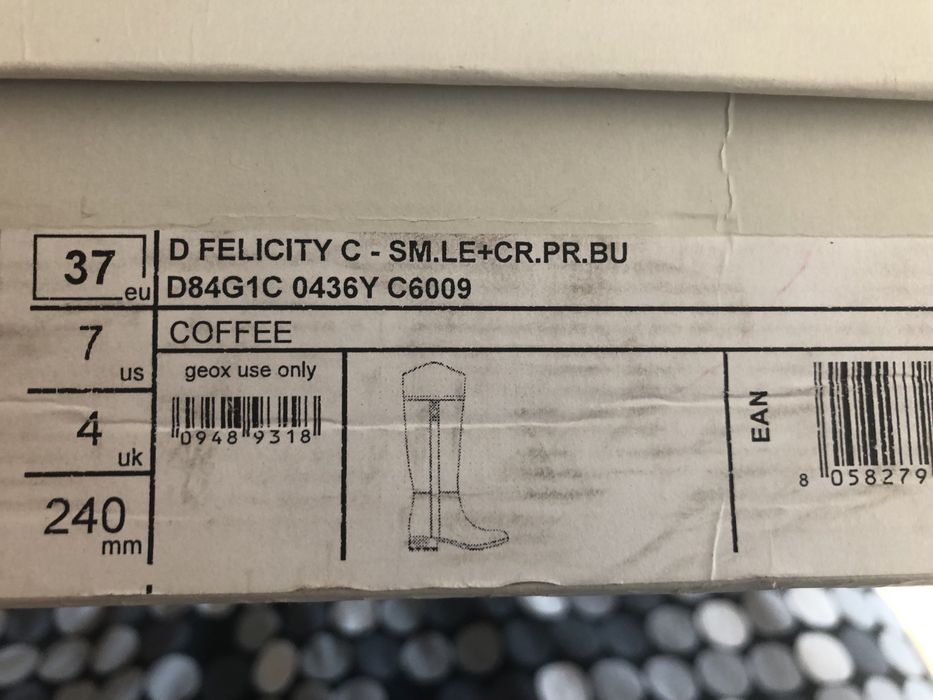 37 eu
D FELICITY C - SM.LE+CR.PR.BU
D84G1C 0436Y C6009
7 us
COFFEE
4 uk
geox use only
0948 9318
240 mm
EAN
8 058279